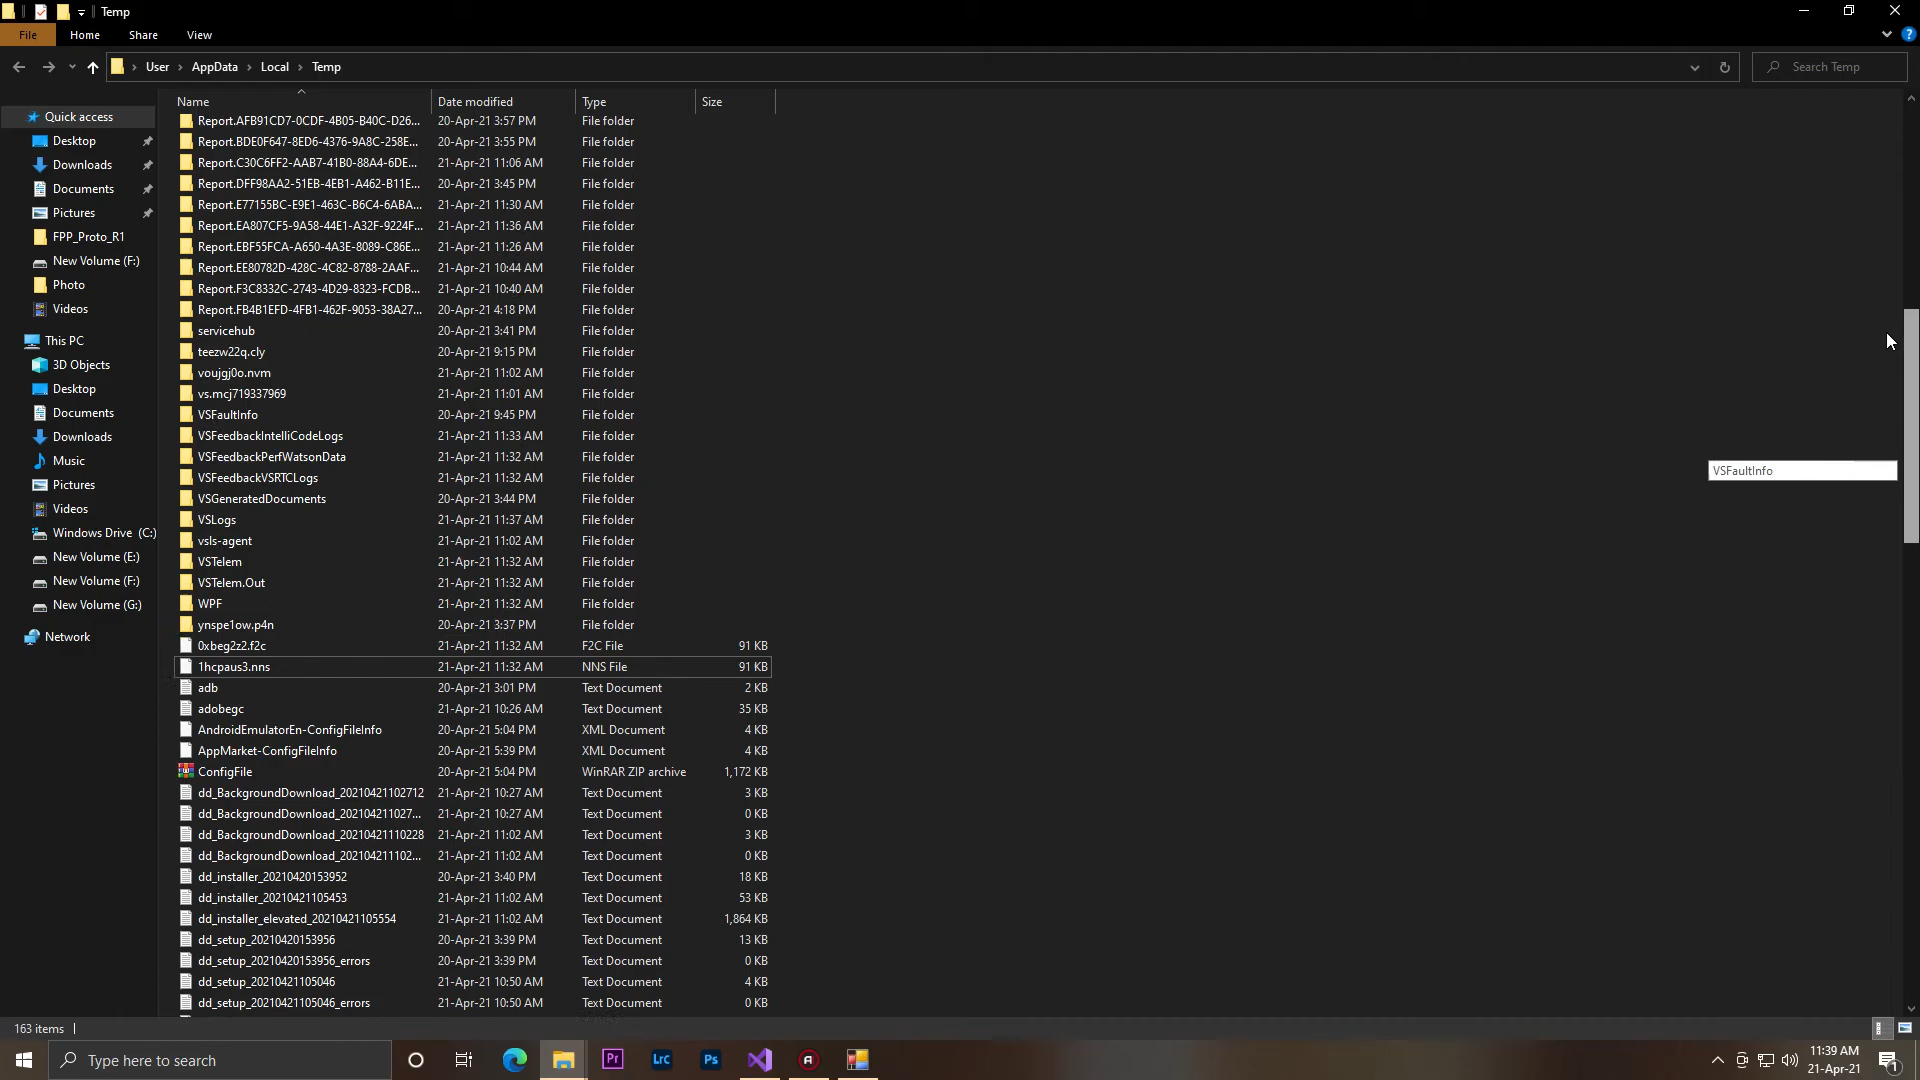 Temp
File Home Share View
User AppData Local Temp Search Temp
Name Date modified Type Size
Quick access
Desktop
Downloads
Documents
Pictures
FPP_Proto_R1
New Volume (F:)
Photo
Videos
This PC
3D Objects
Desktop
Documents
Downloads
Music
Pictures
Videos
Windows Drive (C:)
New Volume (E:)
New Volume (F:)
New Volume (G:)
Network
Report.AFB91CD7-0CDF-4B05-B40C-D26... 20-Apr-21 3:57 PM File folder
Report.BDE0F647-8ED6-4376-9A8C-258E... 20-Apr-21 3:55 PM File folder
Report.C30C6FF2-AAB7-41B0-88A4-6DE... 21-Apr-21 11:06 AM File folder
Report.DFF98AA2-51EB-4EB1-A462-B11E... 20-Apr-21 3:45 PM File folder
Report.E77155BC-E9E1-463C-B6C4-6ABA... 21-Apr-21 11:30 AM File folder
Report.EA807CF5-9A58-44E1-A32F-9224F... 21-Apr-21 11:36 AM File folder
Report.EBF55FCA-A650-4A3E-8089-C86E... 21-Apr-21 11:26 AM File folder
Report.EE80782D-428C-4C82-8788-2AAF... 21-Apr-21 10:44 AM File folder
Report.F3C8332C-2743-4D29-8323-FCDB... 21-Apr-21 10:40 AM File folder
Report.FB4B1EFD-4FB1-462F-9053-38A27... 20-Apr-21 4:18 PM File folder
servicehub 20-Apr-21 3:41 PM File folder
teezw22q.cly 20-Apr-21 9:15 PM File folder
voujgj0o.nvm 21-Apr-21 11:02 AM File folder
vs.mcj719337969 21-Apr-21 11:01 AM File folder
VSFaultInfo 20-Apr-21 9:45 PM File folder
VSFeedbackIntelliCodeLogs 21-Apr-21 11:33 AM File folder
VSFeedbackPerfWatsonData 21-Apr-21 11:32 AM File folder
VSFeedbackVSRTCLogs 21-Apr-21 11:32 AM File folder
VSGeneratedDocuments 20-Apr-21 3:44 PM File folder
VSLogs 21-Apr-21 11:37 AM File folder
vsls-agent 21-Apr-21 11:02 AM File folder
VSTelem 21-Apr-21 11:32 AM File folder
VSTelem.Out 21-Apr-21 11:32 AM File folder
WPF 21-Apr-21 11:32 AM File folder
ynspe1ow.p4n 20-Apr-21 3:37 PM File folder
0xbeg2z2.f2c 21-Apr-21 11:32 AM F2C File 91 KB
1hcpaus3.nns 21-Apr-21 11:32 AM NNS File 91 KB
adb 20-Apr-21 3:01 PM Text Document 2 KB
adobegc 21-Apr-21 10:26 AM Text Document 35 KB
AndroidEmulatorEn-ConfigFileInfo 20-Apr-21 5:04 PM XML Document 4 KB
AppMarket-ConfigFileInfo 20-Apr-21 5:39 PM XML Document 4 KB
ConfigFile 20-Apr-21 5:04 PM WinRAR ZIP archive 1,172 KB
dd_BackgroundDownload_20210421102712 21-Apr-21 10:27 AM Text Document 3 KB
dd_BackgroundDownload_202104211027... 21-Apr-21 10:27 AM Text Document 0 KB
dd_BackgroundDownload_20210421110228 21-Apr-21 11:02 AM Text Document 3 KB
dd_BackgroundDownload_202104211102... 21-Apr-21 11:02 AM Text Document 0 KB
dd_installer_20210420153952 20-Apr-21 3:40 PM Text Document 18 KB
dd_installer_20210421105453 21-Apr-21 11:02 AM Text Document 53 KB
dd_installer_elevated_20210421105554 21-Apr-21 11:02 AM Text Document 1,864 KB
dd_setup_20210420153956 20-Apr-21 3:39 PM Text Document 13 KB
dd_setup_20210420153956_errors 20-Apr-21 3:39 PM Text Document 0 KB
dd_setup_20210421105046 21-Apr-21 10:50 AM Text Document 4 KB
dd_setup_20210421105046_errors 21-Apr-21 10:50 AM Text Document 0 KB
VSFaultInfo
163 items
Type here to search
Pr
Lrc
Ps
11:39 AM
21-Apr-21
1